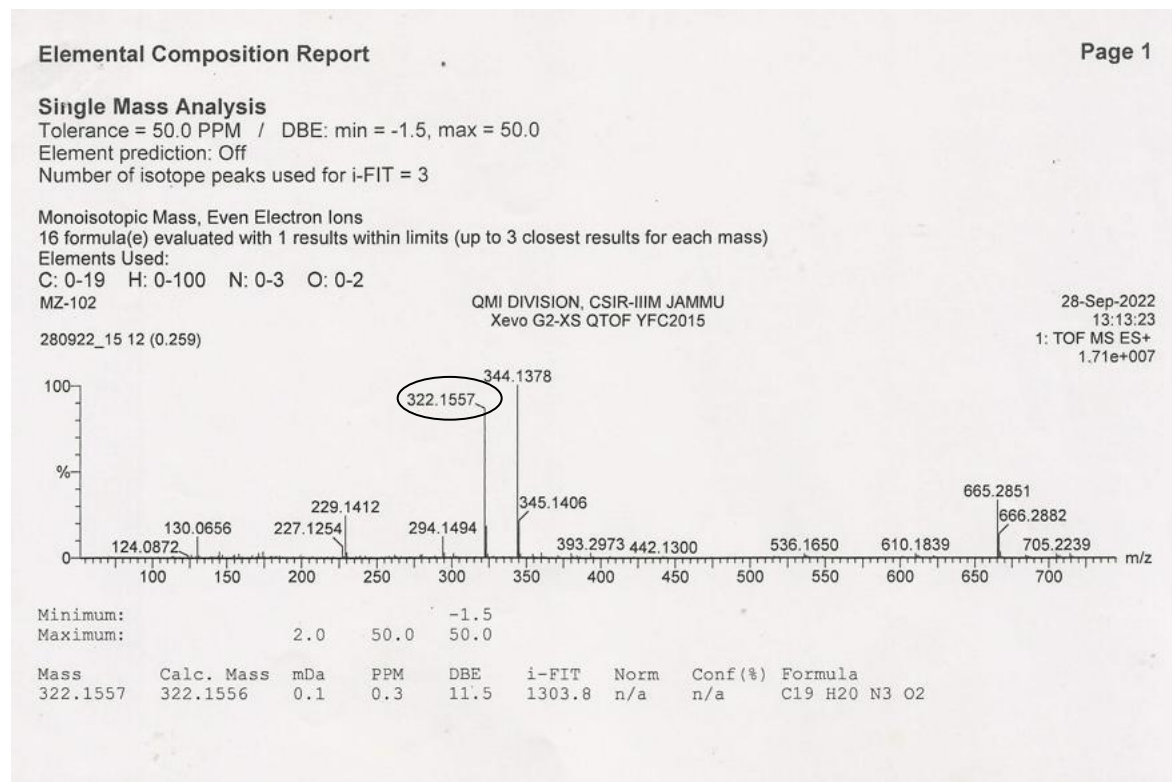 Elemental Composition Report
Page 1
Single Mass Analysis
Tolerance = 50.0 PPM / DBE: min = -1.5, max = 50.0
Element prediction: Off
Number of isotope peaks used for i-FIT = 3
Monoisotopic Mass, Even Electron Ions
16 formula(e) evaluated with 1 results within limits (up to 3 closest results for each mass)
Elements Used:
C: 0-19 H: 0-100 N: 0-3 O: 0-2
MZ-102
QMI DIVISION, CSIR-IIIM JAMMU
28-Sep-2022
Xevo G2-XS QTOF YFC2015
13:13:23
280922_15 12 (0.259)
1: TOF MS ES+
1.71e+007
100
344.1378
322.1557
%
665.2851
229.1412
345.1406
666.2882
130.0656
227.1254
294.1494
124.0872
393.2973
442.1300
536.1650
610.1839
705.2239
0
m/z
100 150 200 250 300 350 400 450 500 550 600 650 700
Minimum: -1.5
Maximum: 2.0 50.0 50.0
Mass Calc. Mass mDa PPM DBE i-FIT Norm Conf(%) Formula
322.1557 322.1556 0.1 0.3 11.5 1303.8 n/a n/a C19 H20 N3 O2